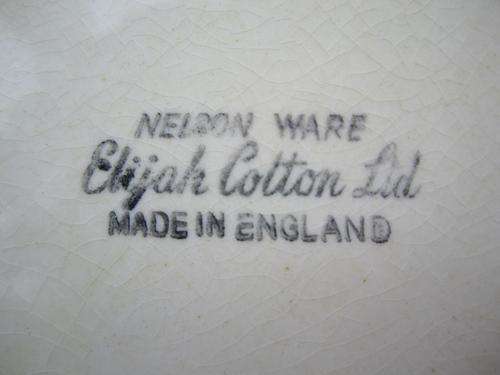 NELSON WARE
Elijah Cotton Ltd
MADE IN ENGLAND